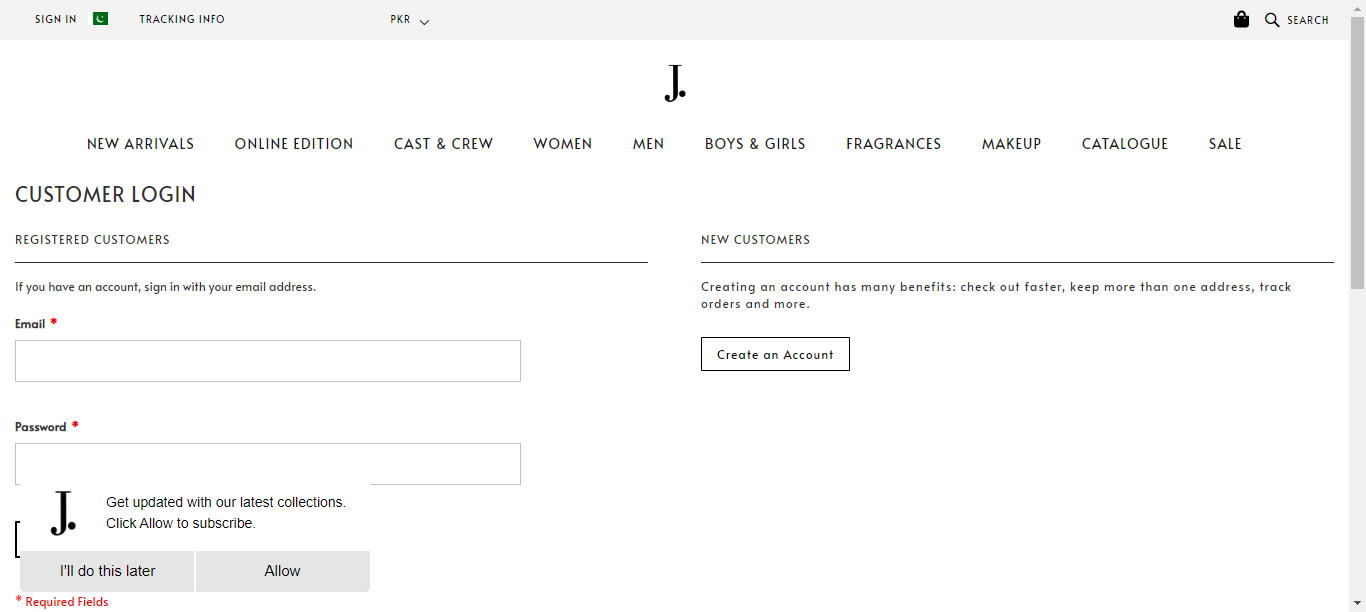 SIGN IN
TRACKING INFO
PKR
SEARCH
J.
NEW ARRIVALS
ONLINE EDITION
CAST & CREW
WOMEN
MEN
BOYS & GIRLS
FRAGRANCES
MAKEUP
CATALOGUE
SALE
CUSTOMER LOGIN
REGISTERED CUSTOMERS
If you have an account, sign in with your email address.
Email *
Password *
J.
Get updated with our latest collections.
Click Allow to subscribe.
I'll do this later
Allow
* Required Fields
NEW CUSTOMERS
Creating an account has many benefits: check out faster, keep more than one address, track
orders and more.
Create an Account